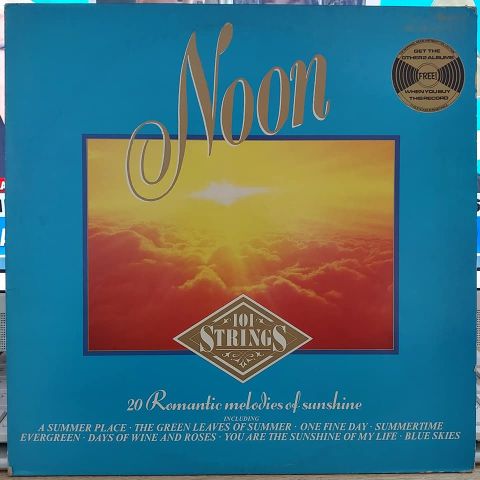 Noon
GET THE
OTHER 2 ALBUMS
FREE
WHEN YOU BUY
THIS RECORD
101
STRINGS
20 Romantic melodies of sunshine
INCLUDING
A SUMMER PLACE · THE GREEN LEAVES OF SUMMER · ONE FINE DAY · SUMMERTIME
EVERGREEN · DAYS OF WINE AND ROSES · YOU ARE THE SUNSHINE OF MY LIFE · BLUE SKIES